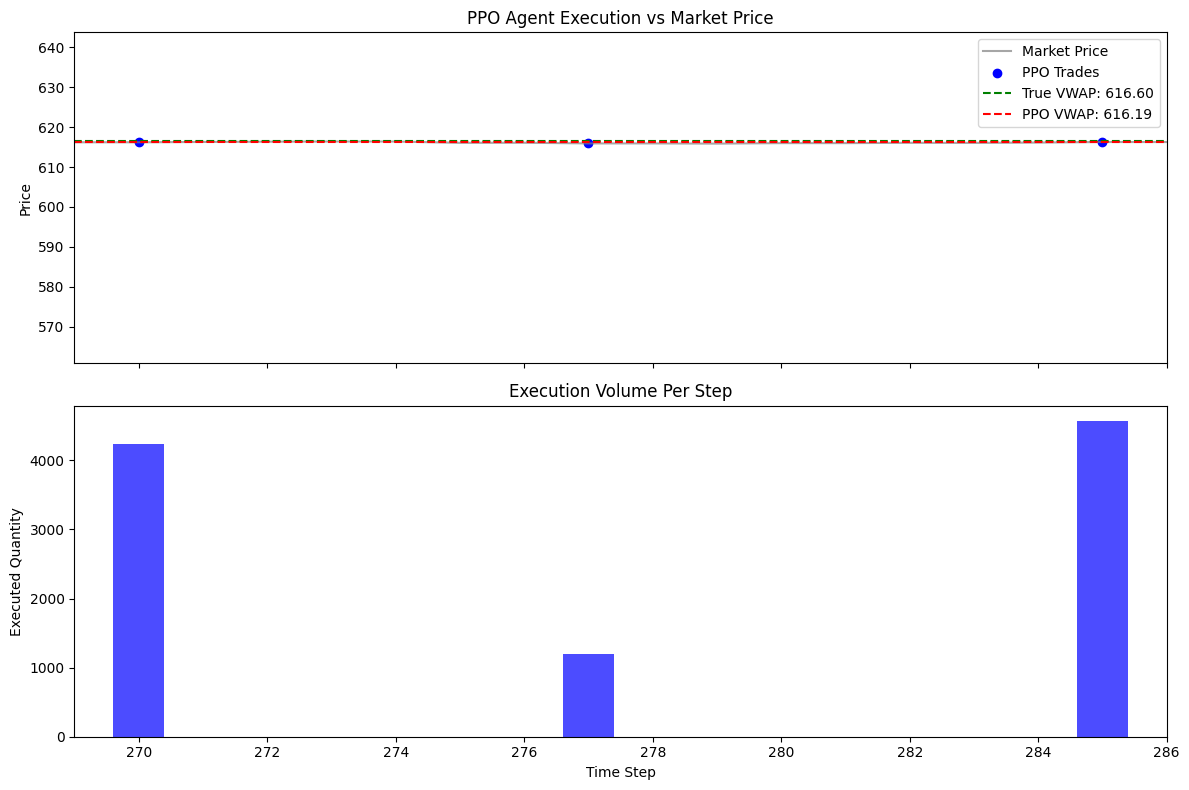 PPO Agent Execution vs Market Price
640
630
620
610
600
590
580
570
Price
Market Price
PPO Trades
True VWAP: 616.60
PPO VWAP: 616.19
Execution Volume Per Step
4000
3000
2000
1000
0
Executed Quantity
270 272 274 276 278 280 282 284 286
Time Step